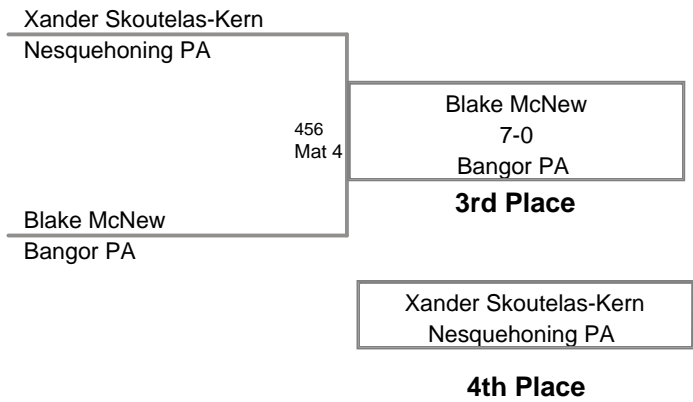 Xander Skoutelas-Kern
Nesquehoning PA
456
Mat 4
Blake McNew
7-0
Bangor PA
3rd Place
Blake McNew
Bangor PA
Xander Skoutelas-Kern
Nesquehoning PA
4th Place